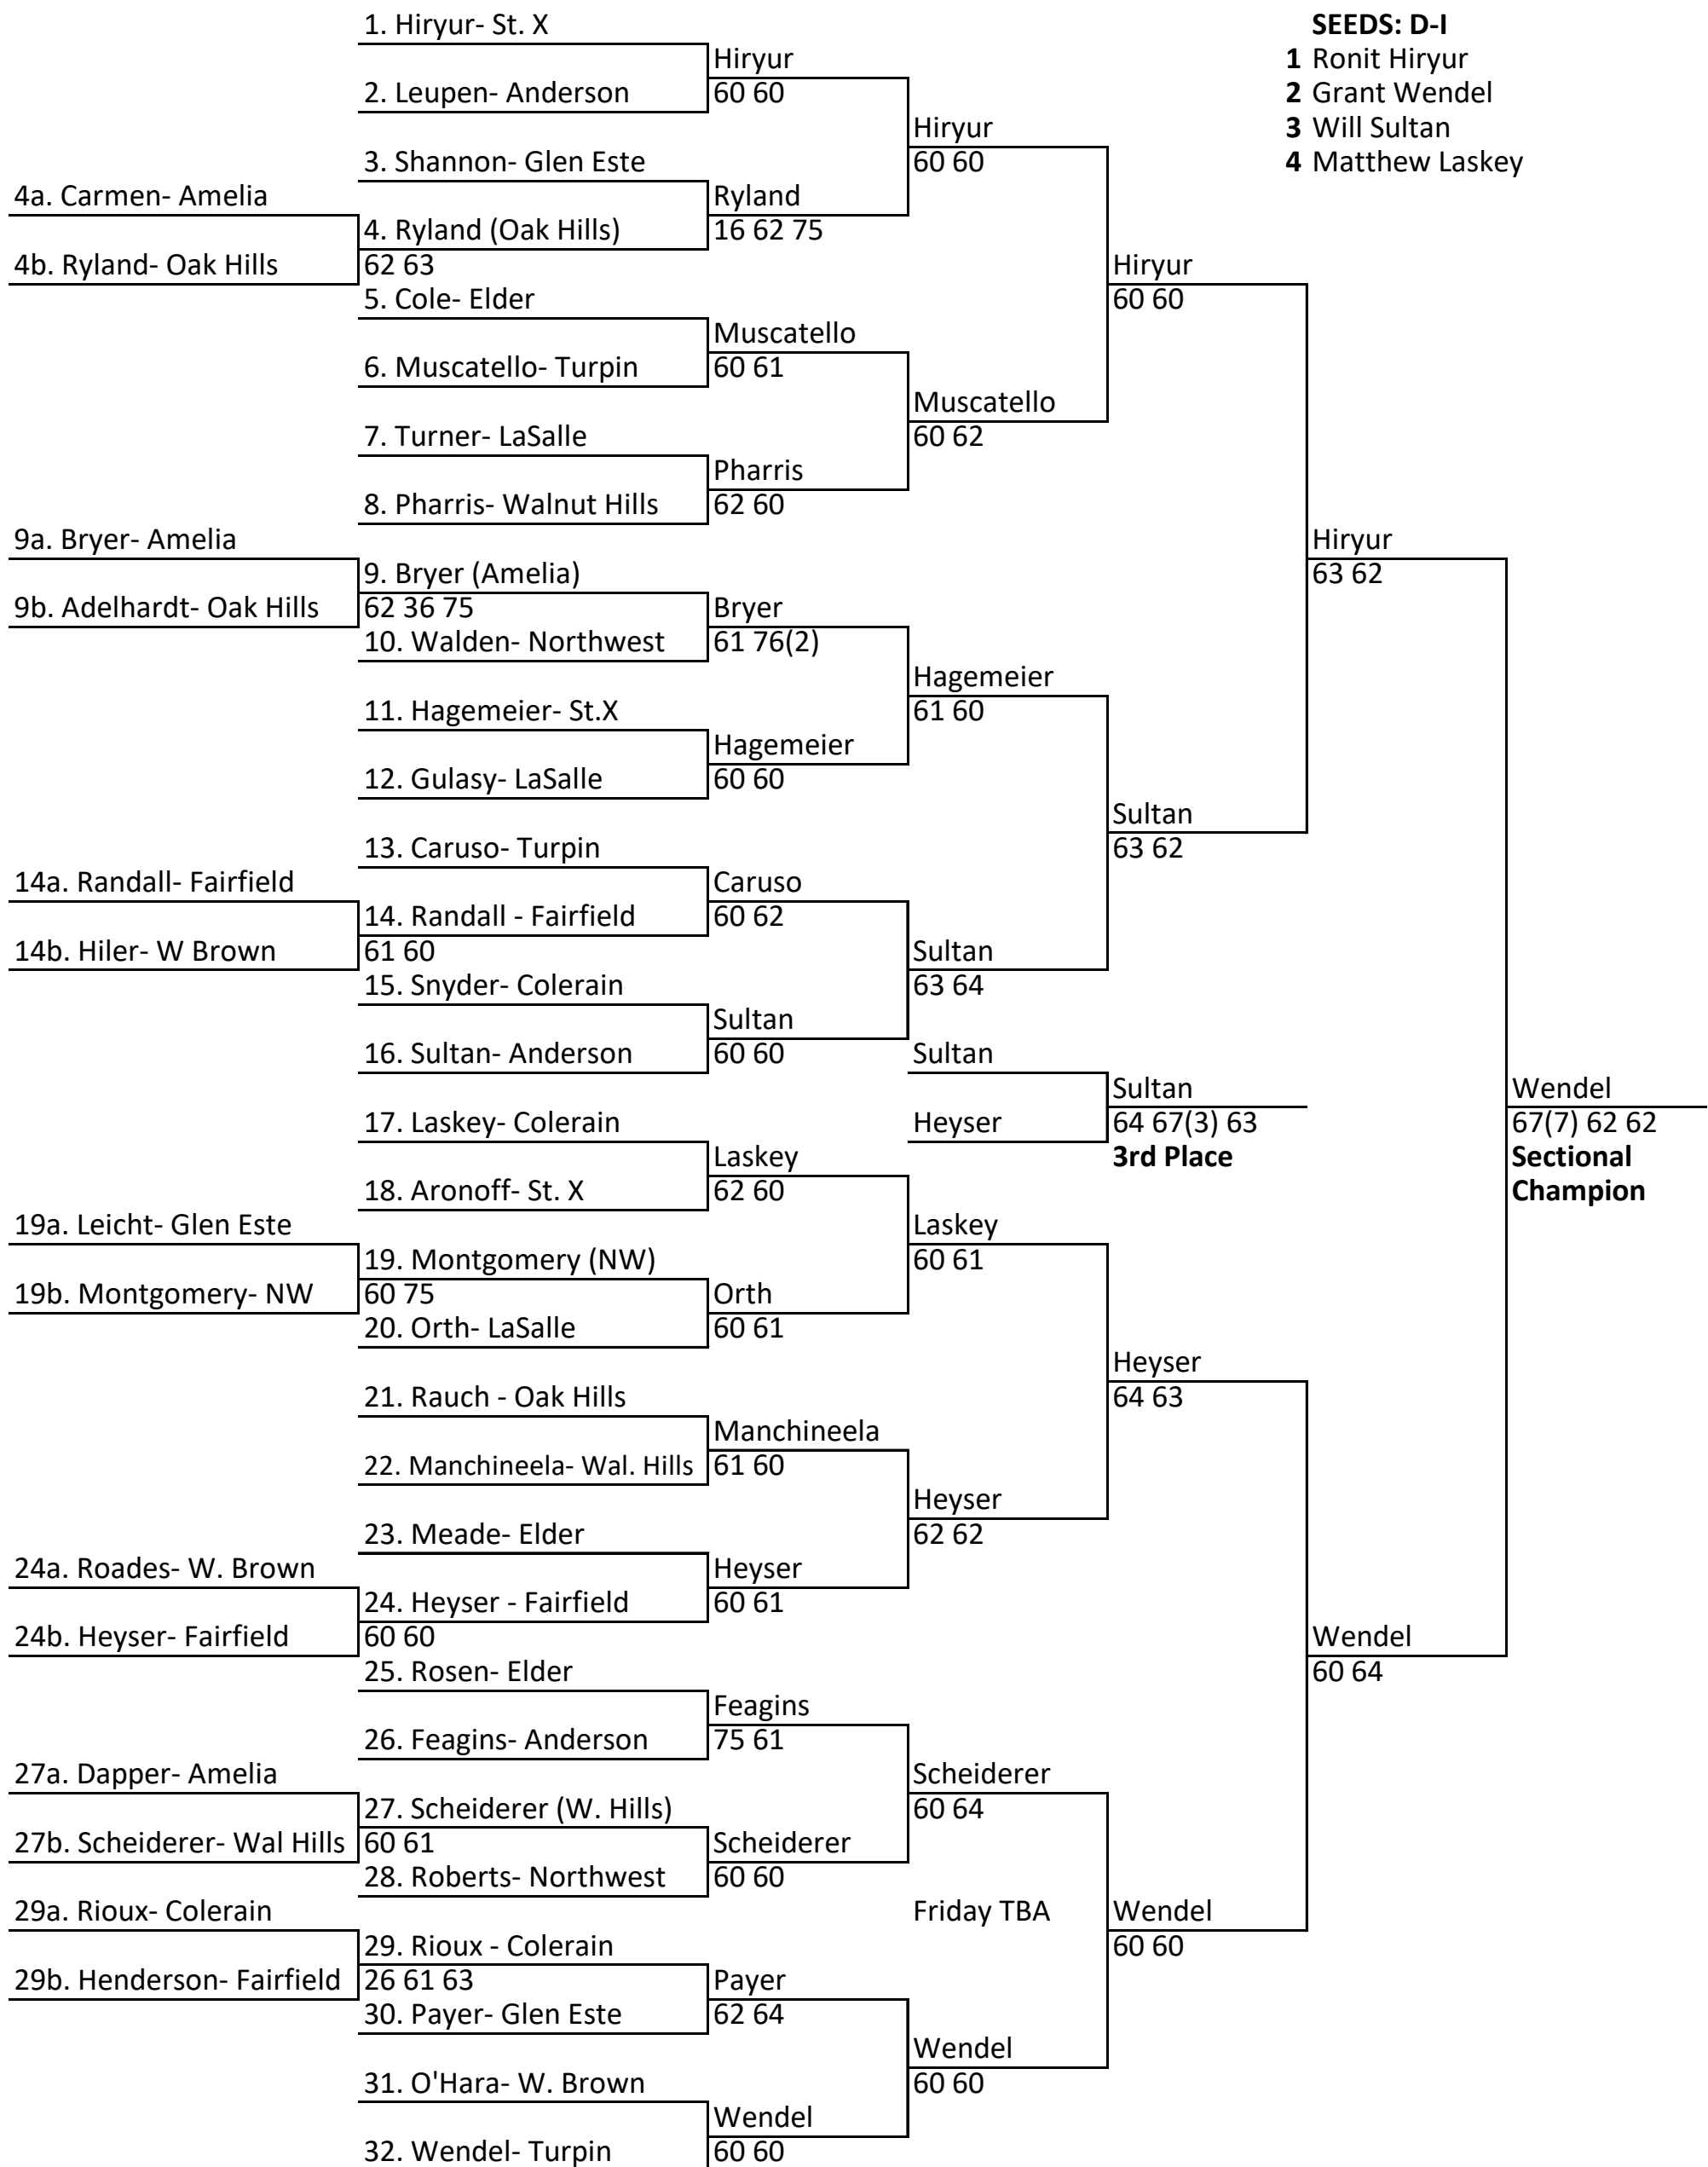 1. Hiryur- St. X
SEEDS: D-I
Hiryur
1 Ronit Hiryur
2. Leupen- Anderson
60 60
2 Grant Wendel
Hiryur
3 Will Sultan
3. Shannon- Glen Este
60 60
4 Matthew Laskey
4a. Carmen- Amelia
Ryland
4. Ryland (Oak Hills)
16 62 75
4b. Ryland- Oak Hills
62 63
Hiryur
5. Cole- Elder
60 60
Muscatello
6. Muscatello- Turpin
60 61
Muscatello
7. Turner- LaSalle
60 62
Pharris
8. Pharris- Walnut Hills
62 60
9a. Bryer- Amelia
Hiryur
9. Bryer (Amelia)
63 62
9b. Adelhardt- Oak Hills
62 36 75
Bryer
10. Walden- Northwest
61 76(2)
Hagemeier
11. Hagemeier- St.X
61 60
Hagemeier
12. Gulasy- LaSalle
60 60
Sultan
13. Caruso- Turpin
63 62
14a. Randall- Fairfield
Caruso
14. Randall - Fairfield
60 62
14b. Hiler- W Brown
61 60
Sultan
15. Snyder- Colerain
63 64
Sultan
16. Sultan- Anderson
60 60
Sultan
Sultan
Wendel
17. Laskey- Colerain
Heyser
64 67(3) 63
67(7) 62 62
Laskey
3rd Place
Sectional
18. Aronoff- St. X
62 60
Champion
19a. Leicht- Glen Este
Laskey
19. Montgomery (NW)
60 61
19b. Montgomery- NW
60 75
Orth
20. Orth- LaSalle
60 61
Heyser
21. Rauch - Oak Hills
64 63
Manchineela
22. Manchineela- Wal. Hills
61 60
Heyser
23. Meade- Elder
62 62
24a. Roades- W. Brown
Heyser
24. Heyser - Fairfield
60 61
24b. Heyser- Fairfield
60 60
Wendel
25. Rosen- Elder
60 64
Feagins
26. Feagins- Anderson
75 61
27a. Dapper- Amelia
Scheiderer
27. Scheiderer (W. Hills)
60 64
27b. Scheiderer- Wal Hills
60 61
Scheiderer
28. Roberts- Northwest
60 60
29a. Rioux- Colerain
Friday TBA
Wendel
29. Rioux - Colerain
60 60
29b. Henderson- Fairfield
26 61 63
Payer
30. Payer- Glen Este
62 64
Wendel
31. O'Hara- W. Brown
60 60
Wendel
32. Wendel- Turpin
60 60